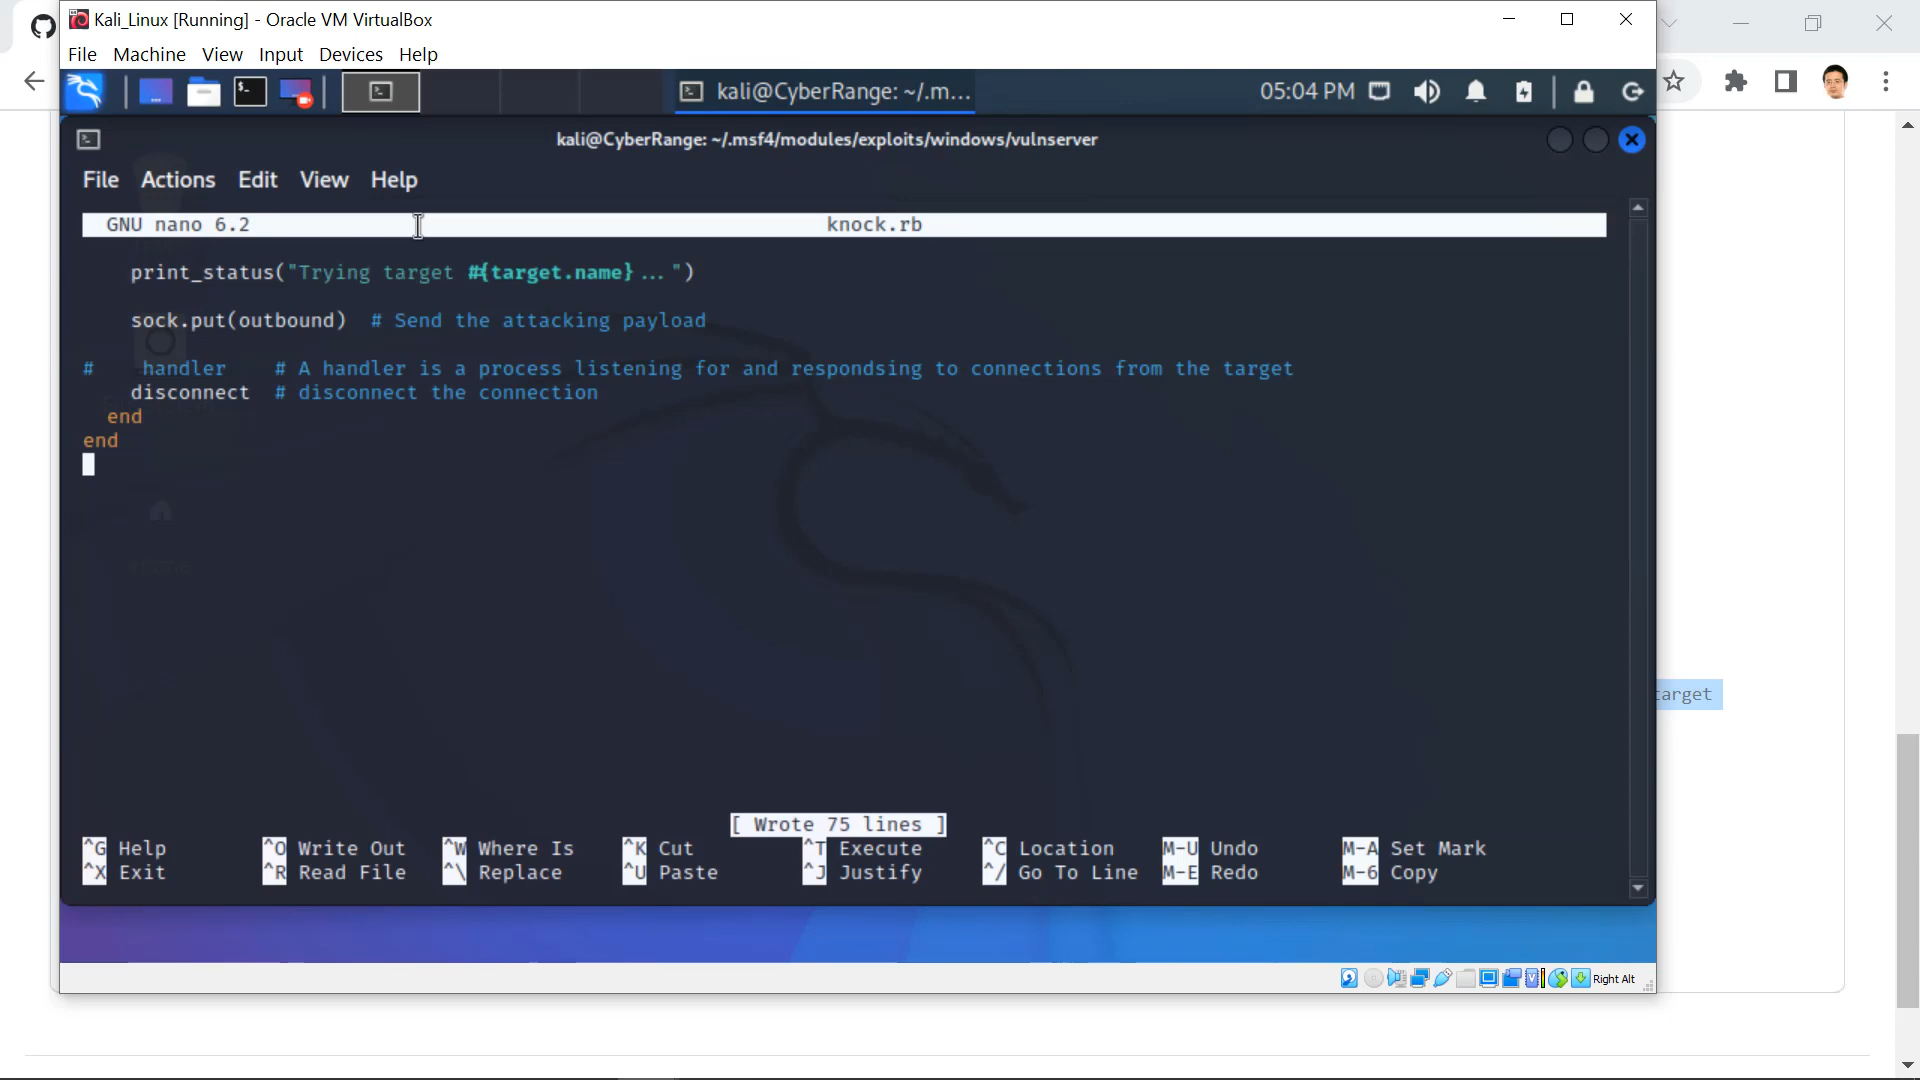 Kali_Linux [Running] - Oracle VM VirtualBox
File Machine View Input Devices Help
kali@CyberRange: ~/.m... 05:04 PM
kali@CyberRange: ~/.msf4/modules/exploits/windows/vulnserver
File Actions Edit View Help
GNU nano 6.2 knock.rb
print_status("Trying target #{target.name}...")
sock.put(outbound) # Send the attacking payload
# handler # A handler is a process listening for and respondsing to connections from the target
disconnect # disconnect the connection
end
end
target
[ Wrote 75 lines ]
^G Help ^O Write Out ^W Where Is ^K Cut ^T Execute ^C Location M-U Undo M-A Set Mark
^X Exit ^R Read File ^\ Replace ^U Paste ^J Justify ^/ Go To Line M-E Redo M-6 Copy
Right Alt